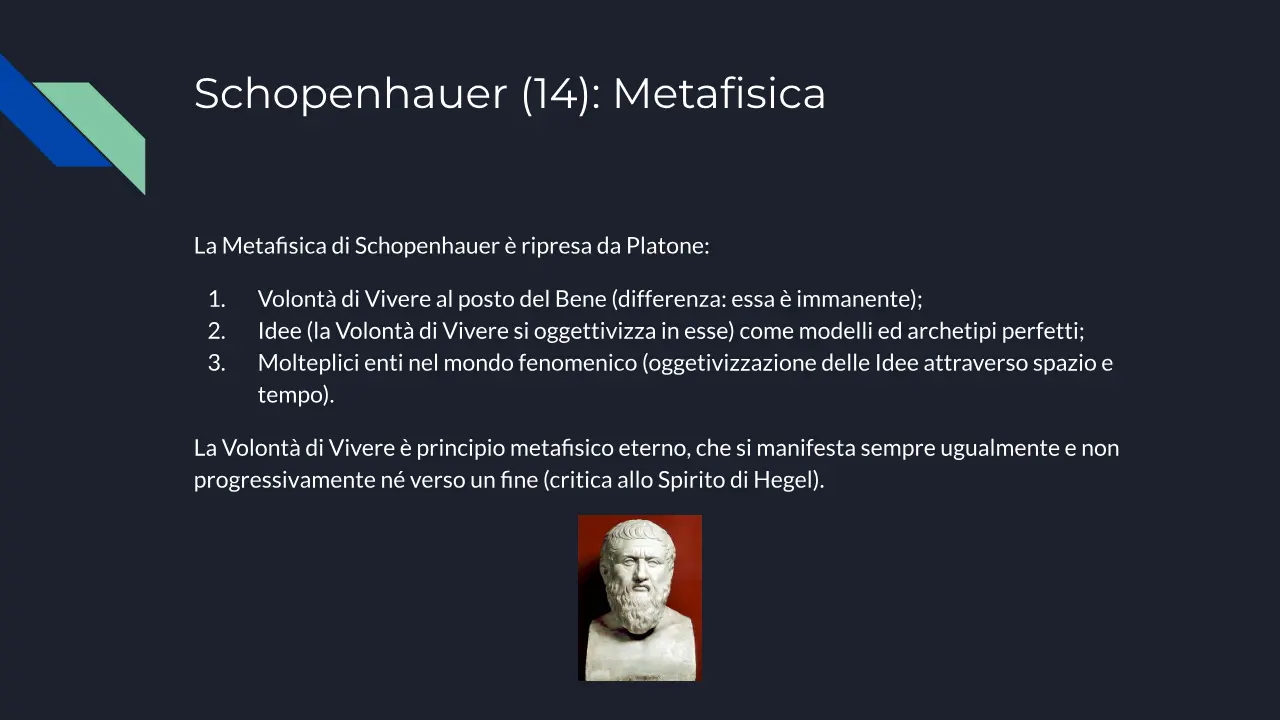 Schopenhauer (14): Metafisica
La Metafisica di Schopenhauer è ripresa da Platone:
1. Volontà di Vivere al posto del Bene (differenza: essa è immanente);
2. Idee (la Volontà di Vivere si oggettivizza in esse) come modelli ed archetipi perfetti;
3. Molteplici enti nel mondo fenomenico (oggetivizzazione delle Idee attraverso spazio e
tempo).
La Volontà di Vivere è principio metafisico eterno, che si manifesta sempre ugualmente e non
progressivamente né verso un fine (critica allo Spirito di Hegel).